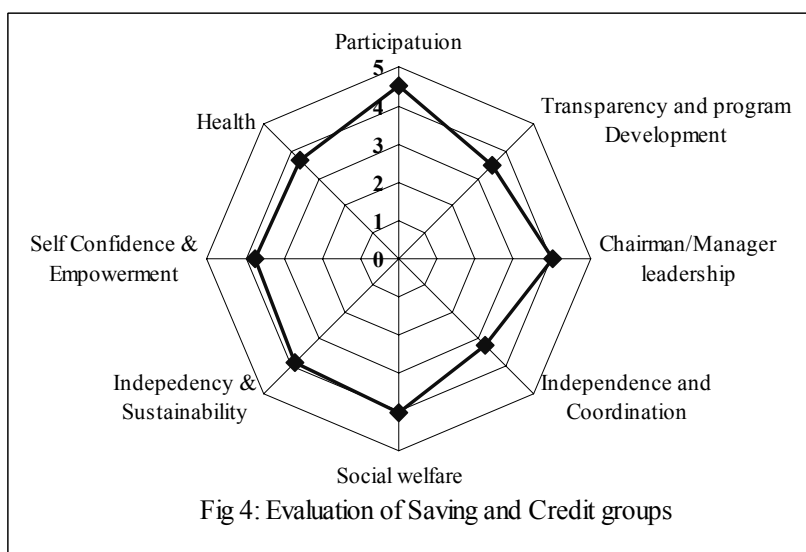 Participatuion
5
Transparency and program
Development
Health
4
3
2
1
Self Confidence &
Empowerment
0
Chairman/Manager
leadership
Indepedency &
Sustainability
Independence and
Coordination
Social welfare
Fig 4: Evaluation of Saving and Credit groups